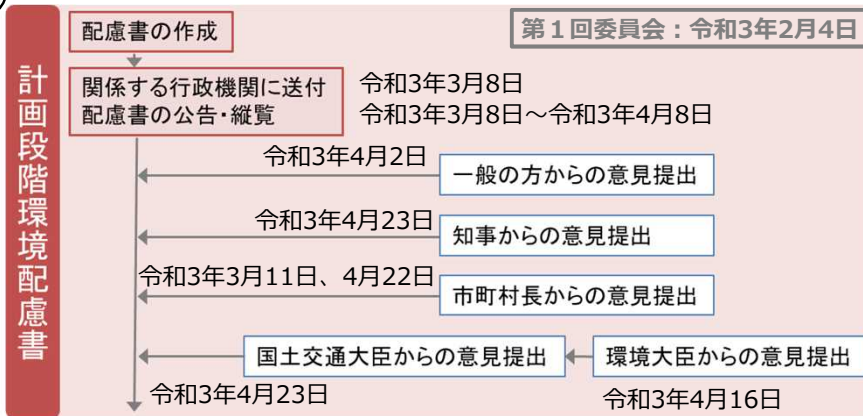 計画段階環境配慮書
配慮書の作成
第1回委員会：令和3年2月4日
関係する行政機関に送付
配慮書の公告・縦覧
令和3年3月8日
令和3年3月8日～令和3年4月8日
令和3年4月2日
一般の方からの意見提出
令和3年4月23日
知事からの意見提出
令和3年3月11日、4月22日
市町村長からの意見提出
国土交通大臣からの意見提出
環境大臣からの意見提出
令和3年4月23日
令和3年4月16日